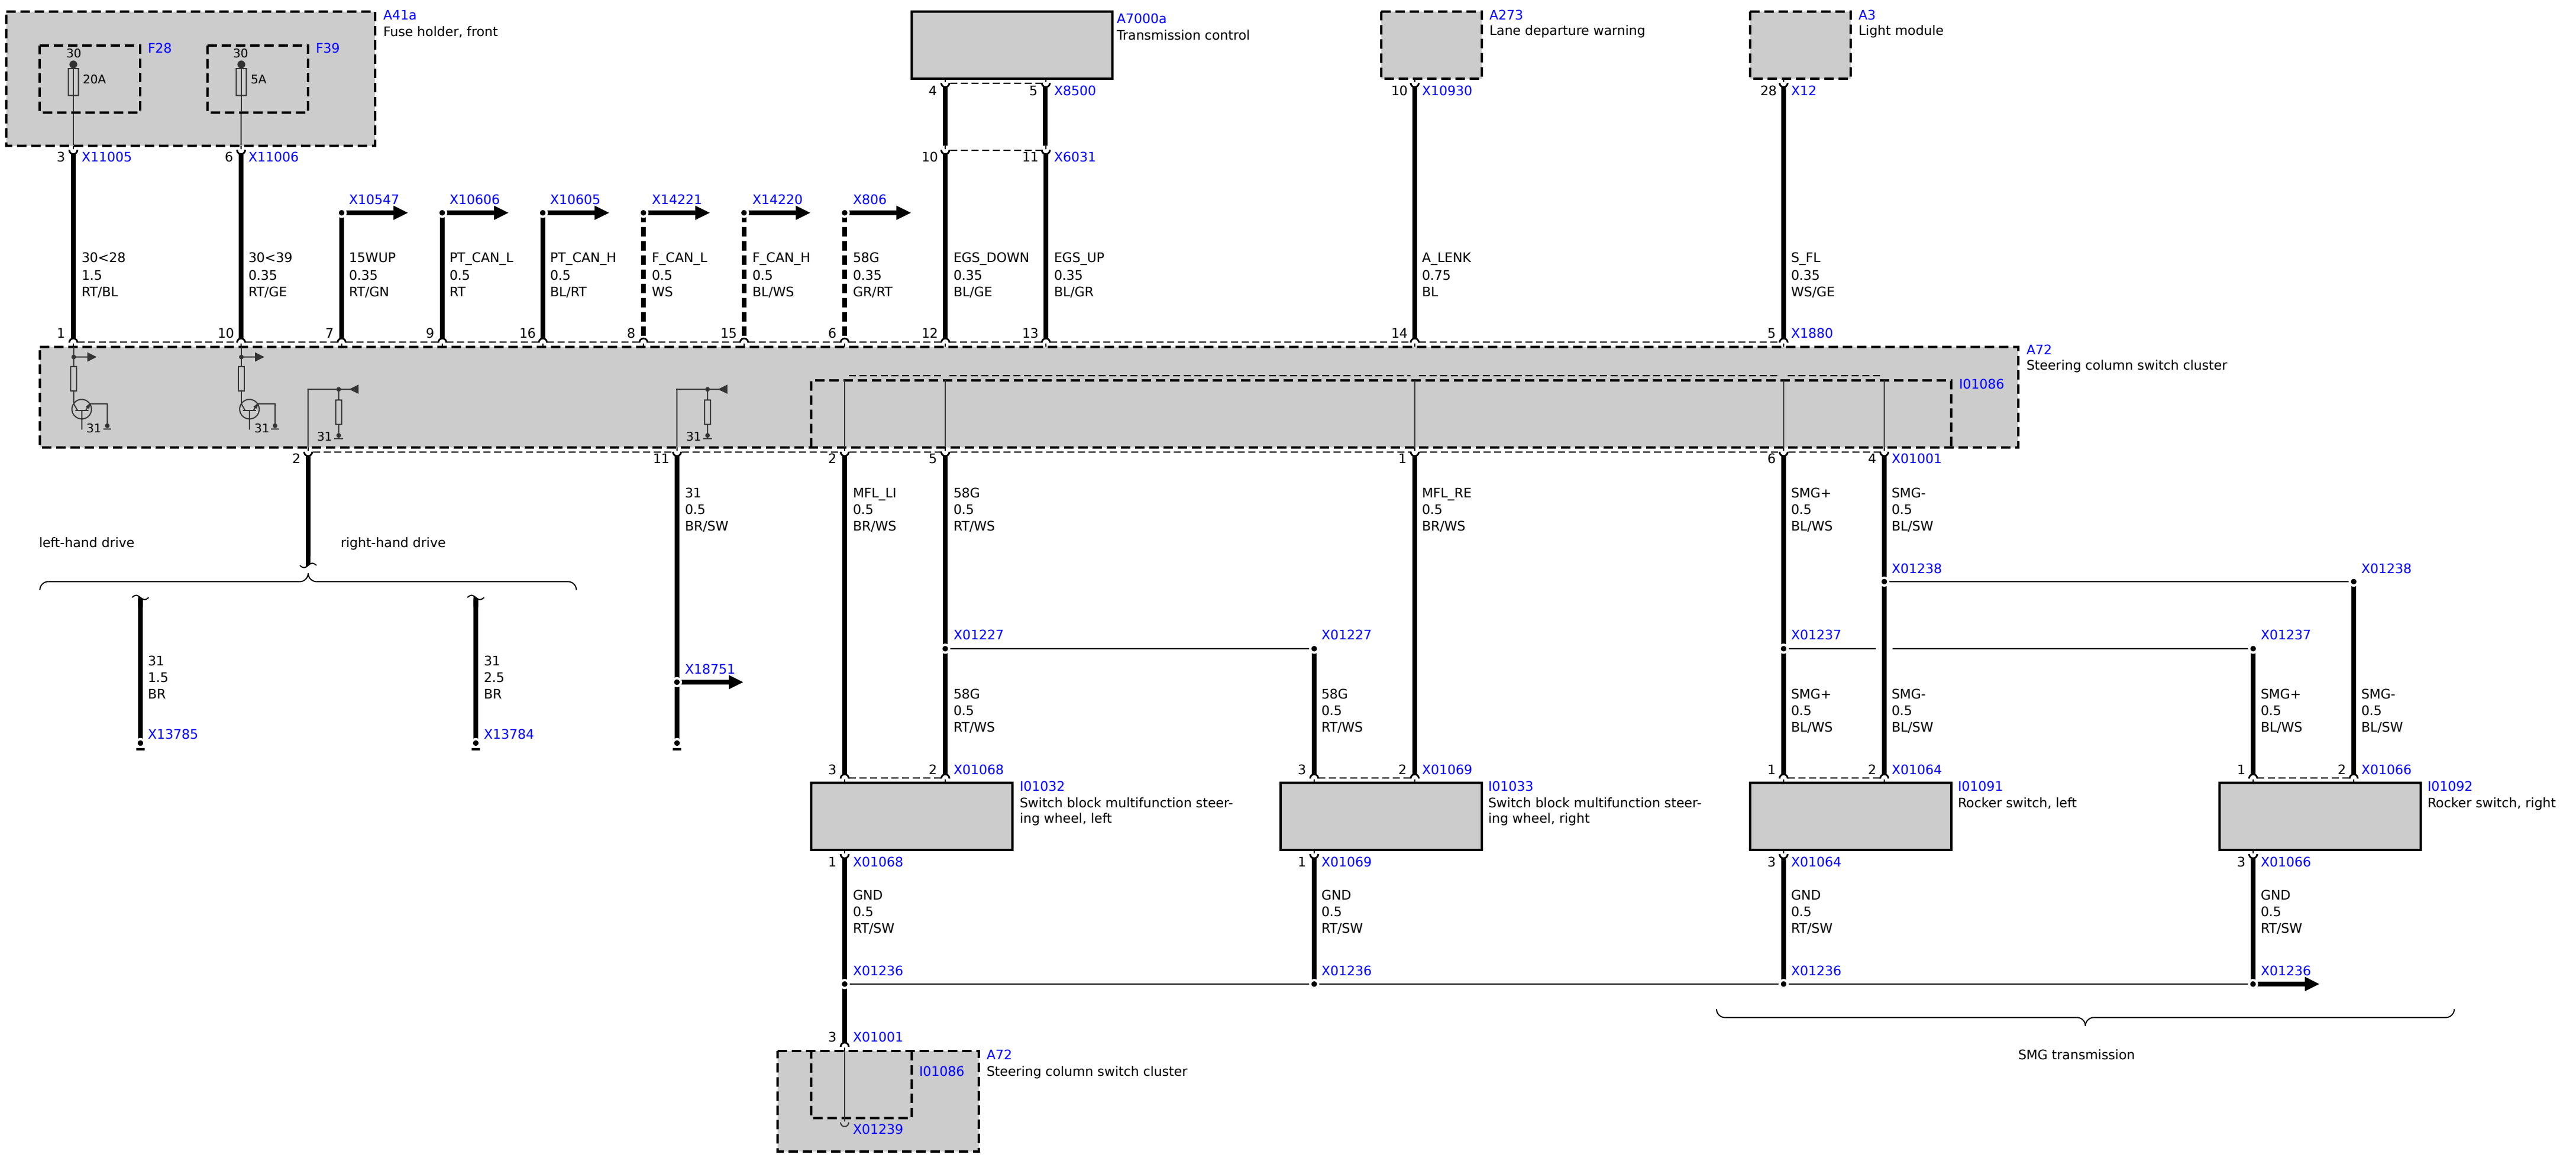 A41a
Fuse holder, front
30
F28
20A
30
F39
5A
A7000a
Transmission control
A273
Lane departure warning
A3
Light module
4
5
X8500
10
X10930
28
X12
3
X11005
6
X11006
10
11
X6031
X10547
X10606
X10605
X14221
X14220
X806
30<28
1.5
RT/BL
30<39
0.35
RT/GE
15WUP
0.35
RT/GN
PT_CAN_L
0.5
RT
PT_CAN_H
0.5
BL/RT
F_CAN_L
0.5
WS
F_CAN_H
0.5
BL/WS
58G
0.35
GR/RT
EGS_DOWN
0.35
BL/GE
EGS_UP
0.35
BL/GR
A_LENK
0.75
BL
S_FL
0.35
WS/GE
1
10
7
9
16
8
15
6
12
13
14
5
X1880
A72
Steering column switch cluster
I01086
31
31
31
31
2
11
2
5
1
6
4
X01001
31
0.5
BR/SW
MFL_LI
0.5
BR/WS
58G
0.5
RT/WS
MFL_RE
0.5
BR/WS
SMG+
0.5
BL/WS
SMG-
0.5
BL/SW
left-hand drive
right-hand drive
X01238
X01238
X01227
X01227
X01237
X01237
31
1.5
BR
31
2.5
BR
X18751
58G
0.5
RT/WS
58G
0.5
RT/WS
SMG+
0.5
BL/WS
SMG-
0.5
BL/SW
SMG+
0.5
BL/WS
SMG-
0.5
BL/SW
X13785
X13784
3
2
X01068
3
2
X01069
1
2
X01064
1
2
X01066
I01032
Switch block multifunction steer-
ing wheel, left
I01033
Switch block multifunction steer-
ing wheel, right
I01091
Rocker switch, left
I01092
Rocker switch, right
1
X01068
1
X01069
3
X01064
3
X01066
GND
0.5
RT/SW
GND
0.5
RT/SW
GND
0.5
RT/SW
GND
0.5
RT/SW
X01236
X01236
X01236
X01236
3
X01001
A72
Steering column switch cluster
I01086
X01239
SMG transmission